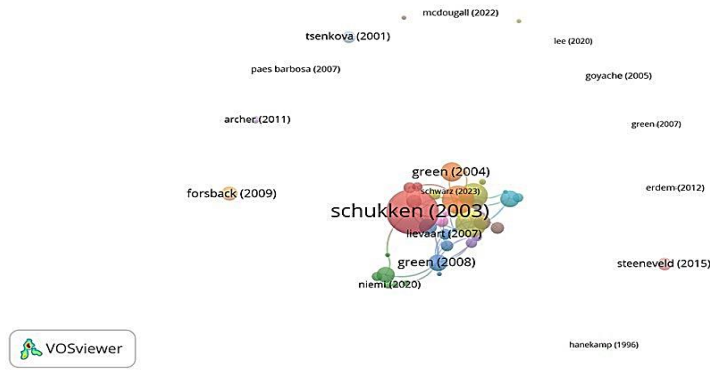 mcdougall (2022)
tsenkova (2001)
lee (2020)
paes barbosa (2007)
goyache (2005)
archer (2011)
green (2007)
green (2004)
schwarz (2023)
erdem (2012)
forsback (2009)
schukken (2003)
lievaart (2007)
green (2008)
steeneveld (2015)
niemi (2020)
hanekamp (1996)
VOSviewer